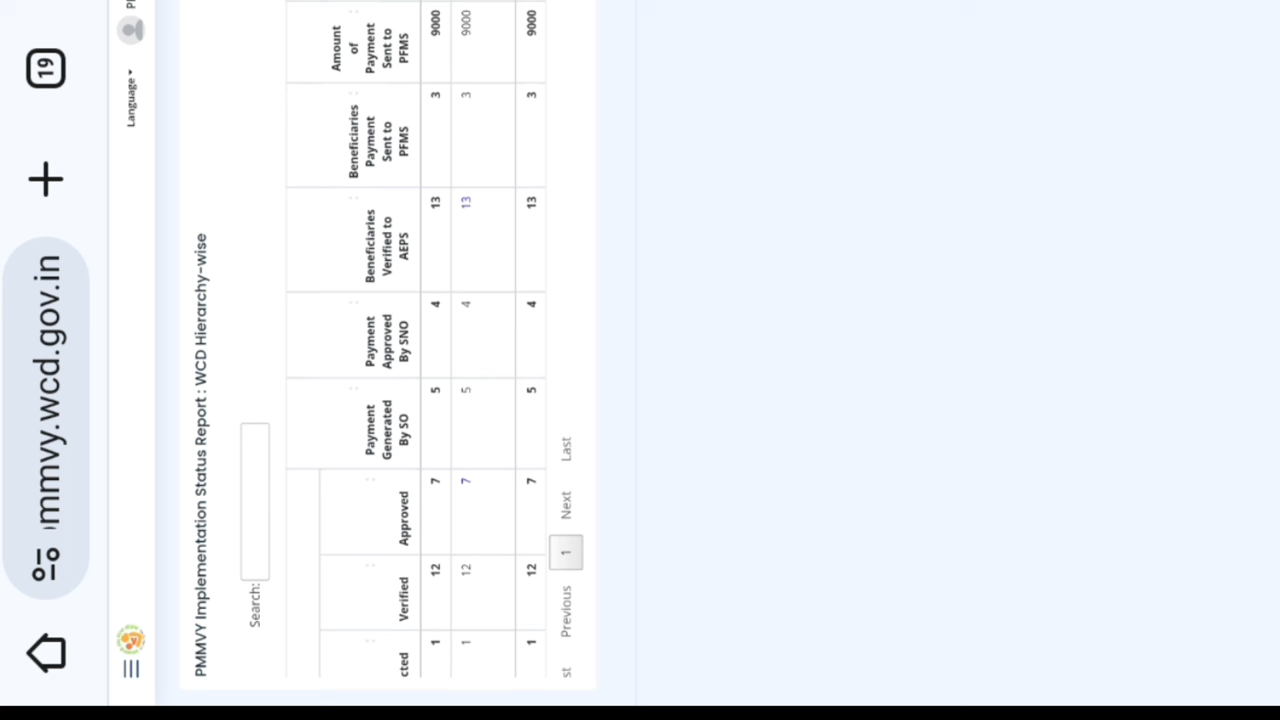 19
mmvy.wcd.gov.in
Language
PMMVY Implementation Status Report : WCD Hierarchy-wise
Search:
cted
Verified
Approved
Payment
Generated
By SO
Payment
Approved
By SNO
Beneficiaries
Verified to
AEPS
Beneficiaries
Payment
Sent to
PFMS
Amount
of
Payment
Sent to
PFMS
1 12 7 5 4 13 3 9000
1 12 7 5 4 13 3 9000
1 12 7 5 4 13 3 9000
st Previous 1 Next Last